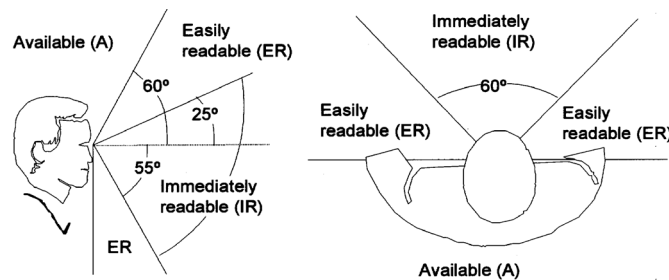 Available (A)
Easily
readable (ER)
60º
25º
55º
Immediately
readable (IR)
ER
Immediately
readable (IR)
60º
Easily
readable (ER)
Easily
readable (ER)
Available (A)